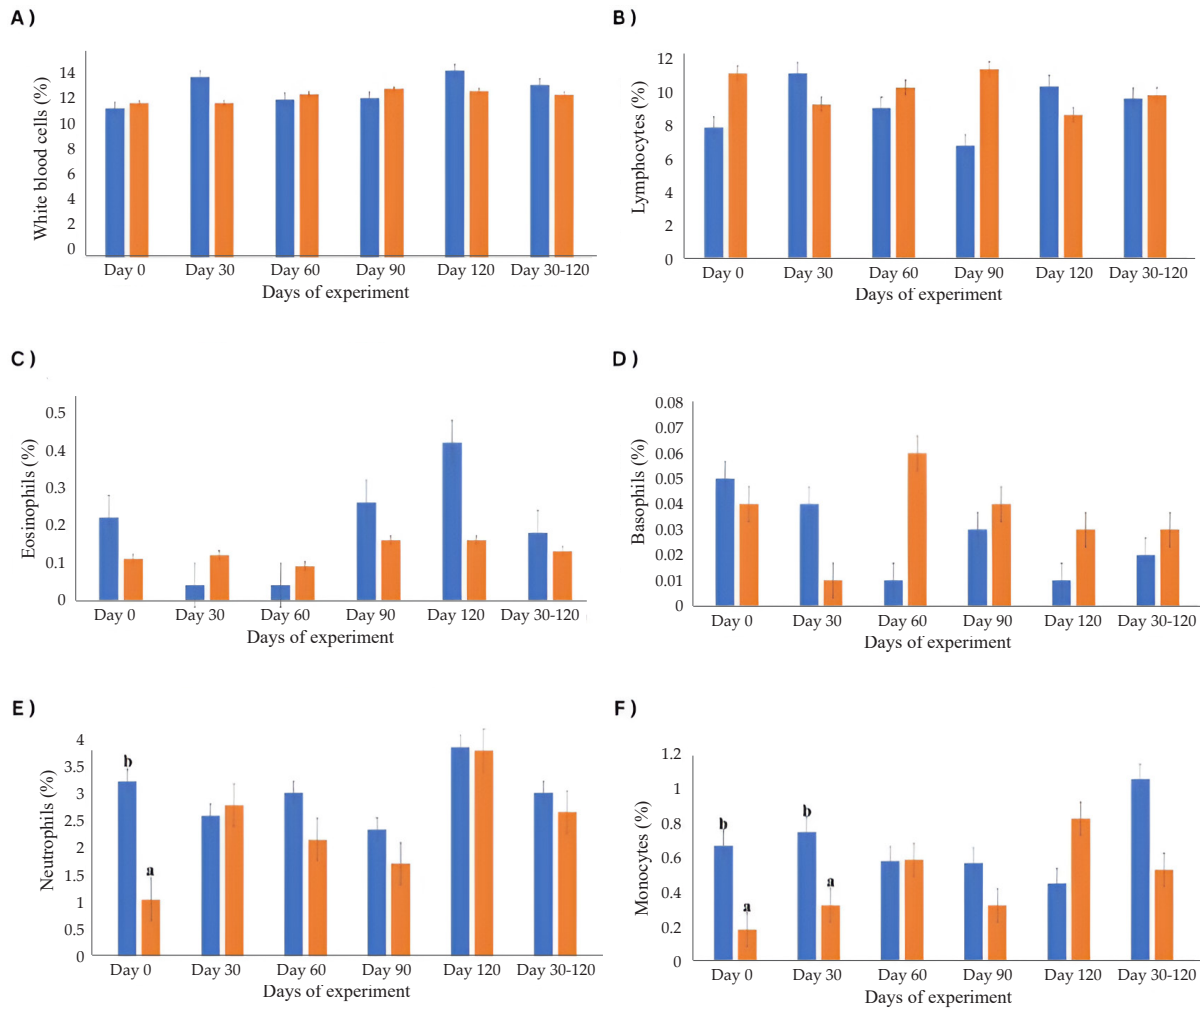 A)
White blood cells (%)
14
12
10
8
6
4
2
0
Day 0 Day 30 Day 60 Day 90 Day 120 Day 30-120
Days of experiment
B)
Lymphocytes (%)
12
10
8
6
4
2
0
Day 0 Day 30 Day 60 Day 90 Day 120 Day 30-120
Days of experiment
C)
Eosinophils (%)
0.5
0.4
0.3
0.2
0.1
0
Day 0 Day 30 Day 60 Day 90 Day 120 Day 30-120
Days of experiment
D)
Basophils (%)
0.08
0.07
0.06
0.05
0.04
0.03
0.02
0.01
0
Day 0 Day 30 Day 60 Day 90 Day 120 Day 30-120
Days of experiment
E)
Neutrophils (%)
4
3.5
3
2.5
2
1.5
1
0.5
0
b
a
Day 0 Day 30 Day 60 Day 90 Day 120 Day 30-120
Days of experiment
F)
Monocytes (%)
1.2
1
0.8
0.6
0.4
0.2
0
b
a
b
a
Day 0 Day 30 Day 60 Day 90 Day 120 Day 30-120
Days of experiment